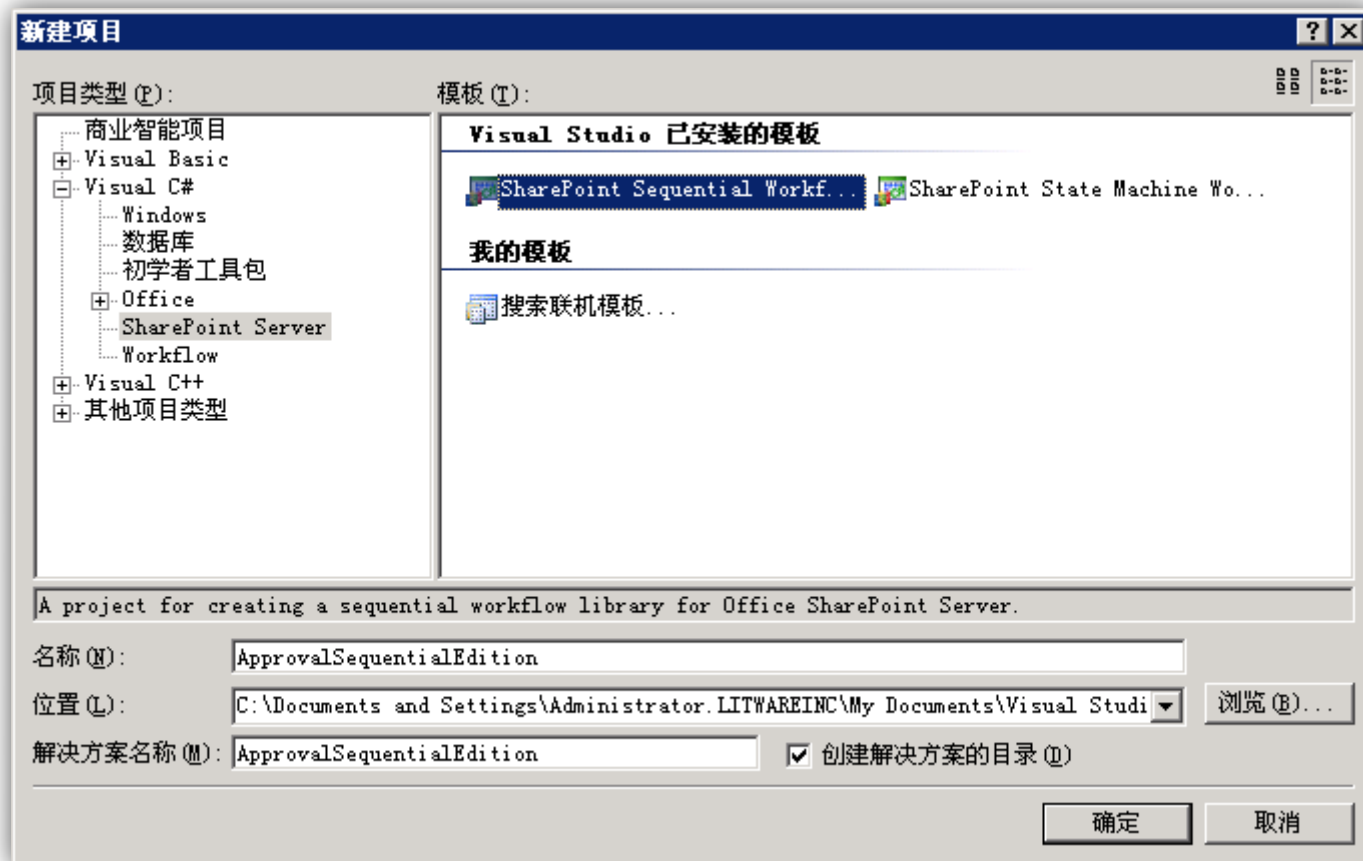 新建项目
项目类型(P):
模板(T):
商业智能项目
Visual Basic
Visual C#
Windows
数据库
初学者工具包
Office
SharePoint Server
Workflow
Visual C++
其他项目类型
Visual Studio 已安装的模板
SharePoint Sequential Workf... SharePoint State Machine Wo...
我的模板
搜索联机模板...
A project for creating a sequential workflow library for Office SharePoint Server.
名称(N): ApprovalSequentialEdition
位置(L): C:\Documents and Settings\Administrator.LITWAREINC\My Documents\Visual Studi 浏览(B)...
解决方案名称(M): ApprovalSequentialEdition 创建解决方案的目录(D)
确定 取消